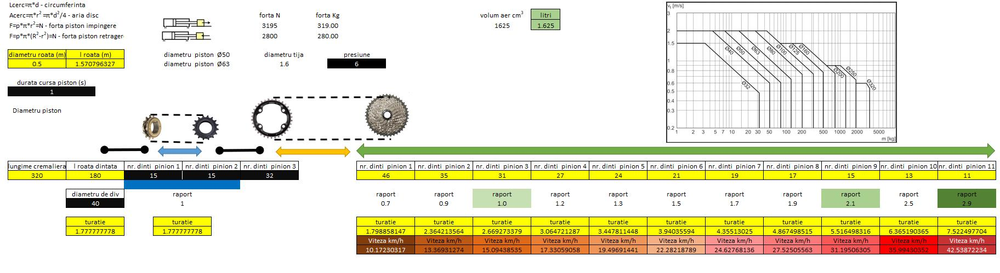 Lcerc=π*d - circumferinta
Acerc=π*r² =π*d²/4 - aria disc
F=p*π*r²=N - forta piston impingere
F=p*π*(R²-r²)=N - forta piston retragere
forta N forta Kg
3195 319.00
2800 280.00
volum aer cm³ litri
1625 1.625
diametru roata (m) l roata (m)
0.5 1.570796327
diametru piston Ø50 diametru tija presiune
diametru piston Ø63 1.6 6
durata cursa piston (s)
1
Diametru piston
v₁ [m/s]
3
2
1.5
1
0.8
0.6
0.5
0.4
0.3
0.2
Ø32 Ø40 Ø50 Ø63 Ø80 Ø100 Ø125 Ø160 Ø200 Ø250 Ø320
1 2 3 5 7 10 20 30 50 100 200 500 1000 2000 5000
m [kg]
lungime cremaliera l roata dintata nr. dinti pinion 1 nr. dinti pinion 2 nr. dinti pinion 3
320 180 15 15 32
nr. dinti pinion 1 nr. dinti pinion 2 nr. dinti pinion 3 nr. dinti pinion 4 nr. dinti pinion 5 nr. dinti pinion 6 nr. dinti pinion 7 nr. dinti pinion 8 nr. dinti pinion 9 nr. dinti pinion 10 nr. dinti pinion 11
46 35 31 27 24 21 19 17 15 13 11
diametru de div raport
40 1
raport raport raport raport raport raport raport raport raport raport raport
0.7 0.9 1.0 1.2 1.3 1.5 1.7 1.9 2.1 2.5 2.9
turatie turatie
1.777777778 1.777777778
turatie turatie turatie turatie turatie turatie turatie turatie turatie turatie turatie
1.798858147 2.364213564 2.669273379 3.064721287 3.447811448 3.94035594 4.35513025 4.867498515 5.516498316 6.365190365 7.522497704
Viteza km/h Viteza km/h Viteza km/h Viteza km/h Viteza km/h Viteza km/h Viteza km/h Viteza km/h Viteza km/h Viteza km/h Viteza km/h
10.17230317 13.36931274 15.09438535 17.33059058 19.49691441 22.28218789 24.62768136 27.52505563 31.19506305 35.99430352 42.53872234